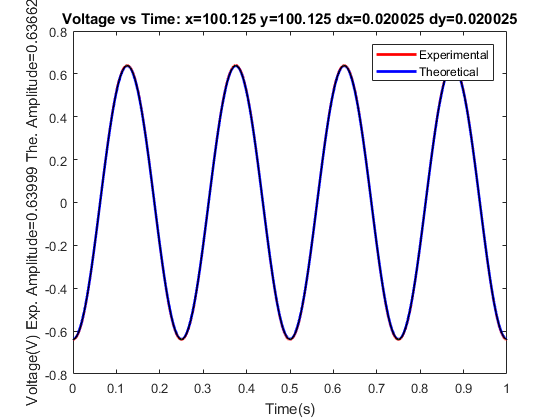 Voltage vs Time: x=100.125 y=100.125 dx=0.020025 dy=0.020025
Voltage(V) Exp. Amplitude=0.63999 The. Amplitude=0.63662
0.8
0.6
0.4
0.2
0
-0.2
-0.4
-0.6
-0.8
Experimental
Theoretical
0 0.1 0.2 0.3 0.4 0.5 0.6 0.7 0.8 0.9 1
Time(s)